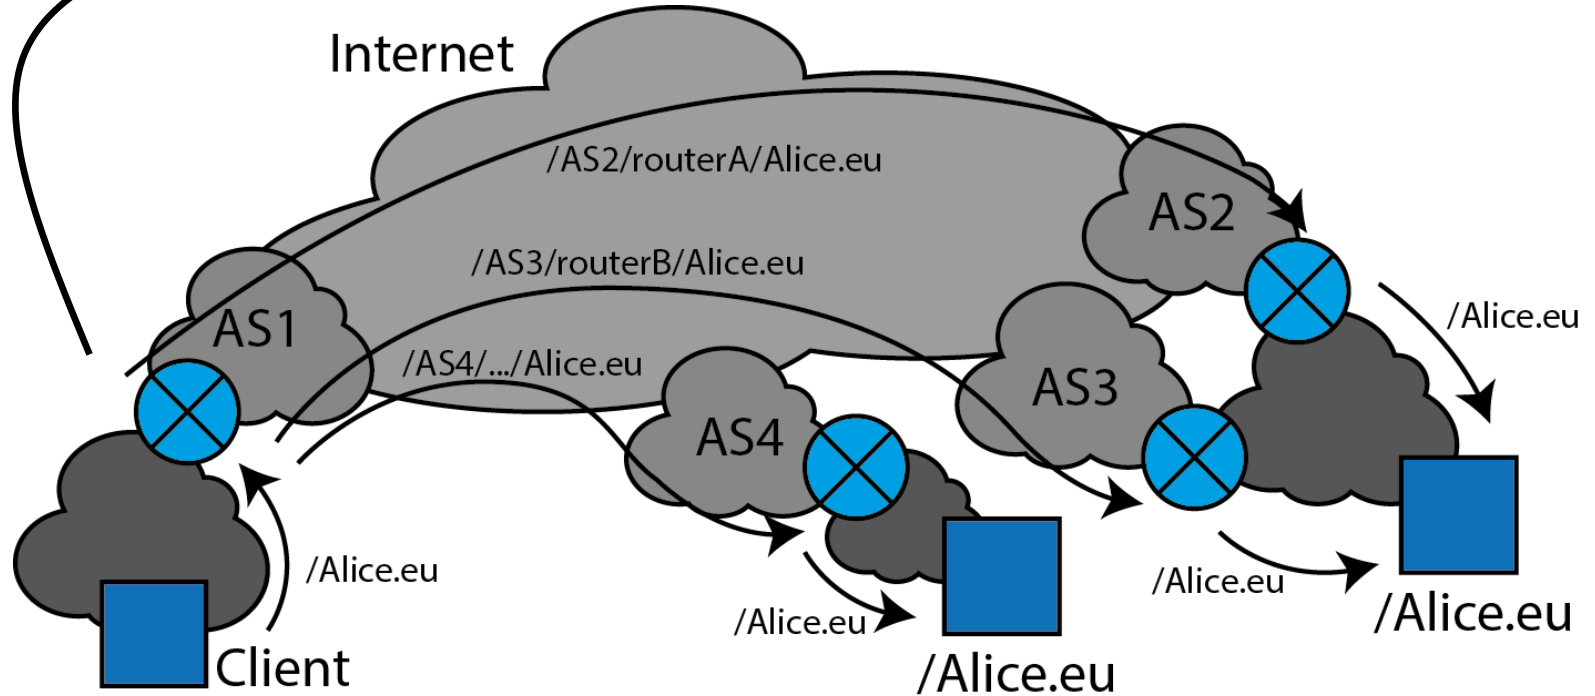 Internet
/AS2/routerA/Alice.eu
AS2
/AS3/routerB/Alice.eu
AS1
/Alice.eu
/AS4/.../Alice.eu
AS3
AS4
/Alice.eu
/Alice.eu
/Alice.eu
/Alice.eu
Client
/Alice.eu